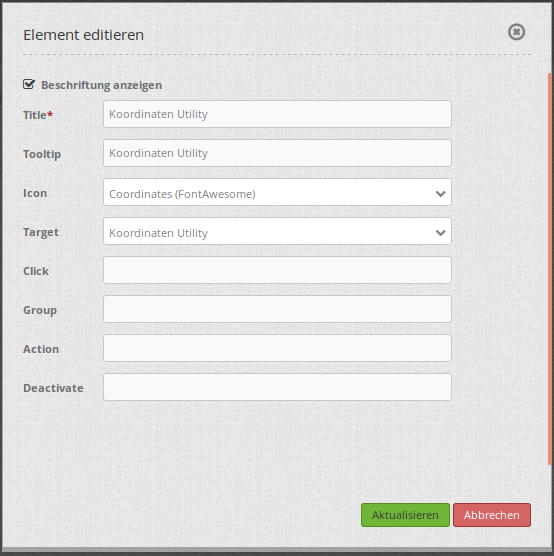 Element editieren
Beschriftung anzeigen
Title* Koordinaten Utility
Tooltip Koordinaten Utility
Icon Coordinates (FontAwesome)
Target Koordinaten Utility
Click
Group
Action
Deactivate
Aktualisieren Abbrechen